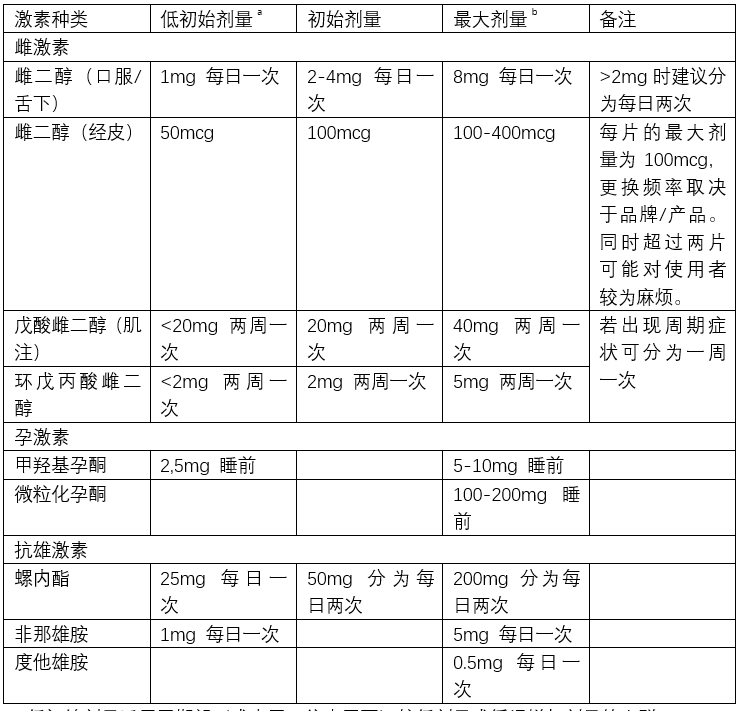 激素种类 低初始剂量 a 初始剂量 最大剂量 b 备注
雌激素
雌二醇（口服/ 1mg 每日一次 2-4mg 每日一 8mg 每日一次 >2mg 时建议分
舌下） 次 为每日两次
雌二醇（经皮） 50mcg 100mcg 100-400mcg 每片的最大剂
量为 100mcg,
更换频率取决
于品牌/产品。
同时超过两片
可能对使用者
较为麻烦。
戊酸雌二醇（肌 <20mg 两周一 20mg 两周一 40mg 两周一 若出现周期症
注） 次 次 次 状可分为一周
环戊丙酸雌二 <2mg 两周一 2mg 两周一次 5mg 两周一次 一次
醇 次
孕激素
甲羟基孕酮 2,5mg 睡前 5-10mg 睡前
微粒化孕酮 100-200mg 睡
前
抗雄激素
螺内酯 25mg 每日一 50mg 分为每 200mg 分为每
次 日两次 日两次
非那雄胺 1mg 每日一次 5mg 每日一次
度他雄胺 0.5mg 每日一
次